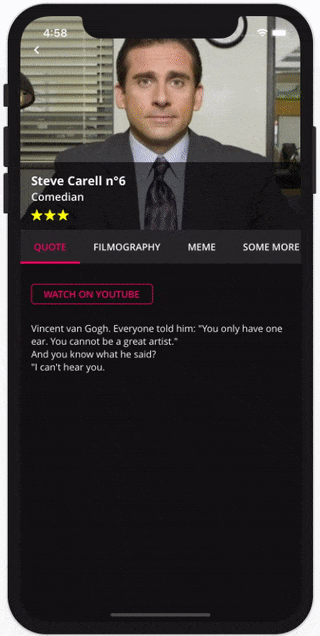 4:58
Steve Carell n°6
Comedian
QUOTE FILMOGRAPHY MEME SOME MORE
WATCH ON YOUTUBE
Vincent van Gogh. Everyone told him: "You only have one
ear. You cannot be a great artist."
And you know what he said?
"I can't hear you.